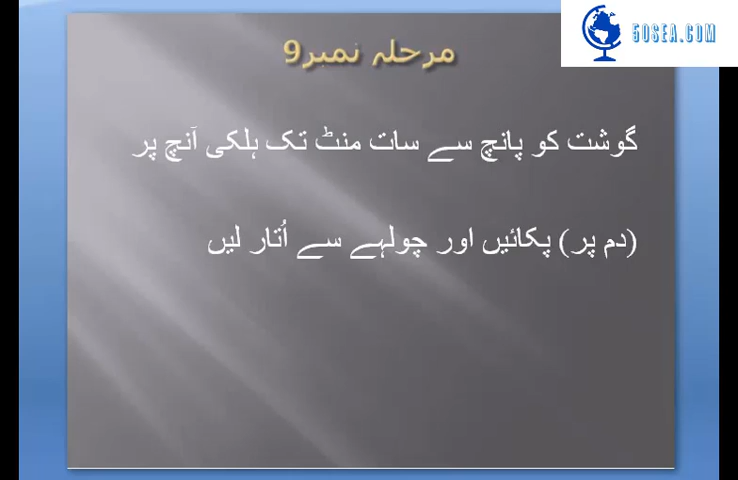 50SEA.COM
مرحلہ نمبر9
گوشت کو پانچ سے سات منٹ تک ہلکی آنچ پر
(دم پر) پکائیں اور چولہے سے اُتار لیں